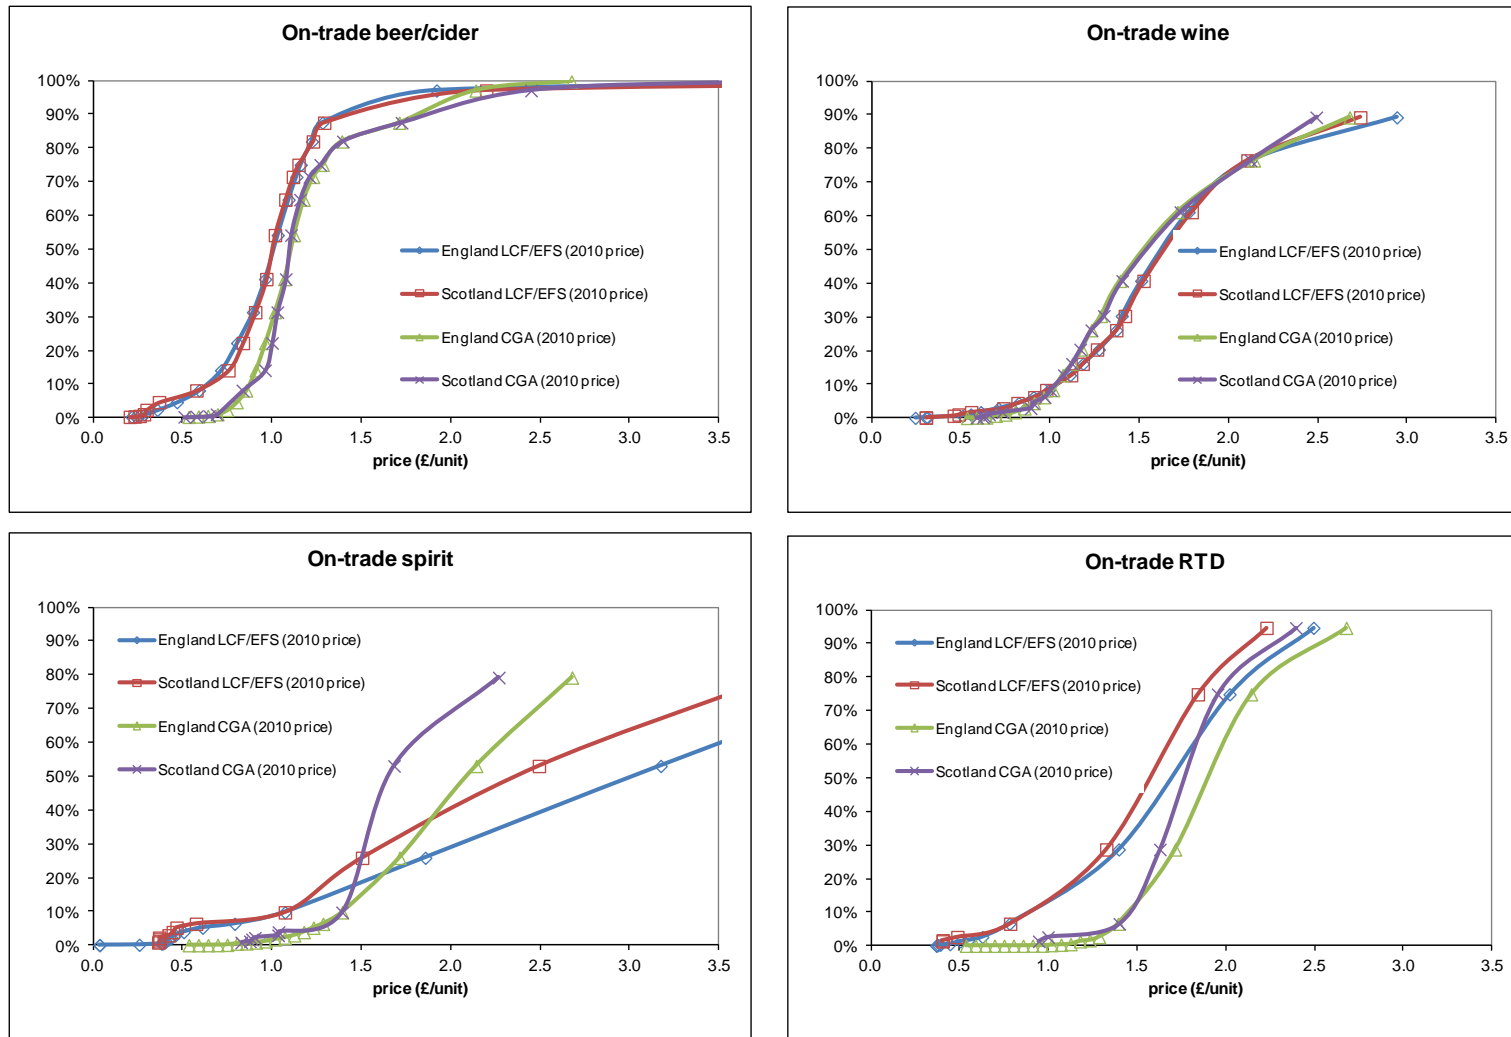 On-trade beer/cider
100%
90%
80%
70%
60%
50%
40%
30%
20%
10%
0%
England LCF/EFS (2010 price)
Scotland LCF/EFS (2010 price)
England CGA (2010 price)
Scotland CGA (2010 price)
0.0 0.5 1.0 1.5 2.0 2.5 3.0 3.5
price (£/unit)
On-trade wine
100%
90%
80%
70%
60%
50%
40%
30%
20%
10%
0%
England LCF/EFS (2010 price)
Scotland LCF/EFS (2010 price)
England CGA (2010 price)
Scotland CGA (2010 price)
0.0 0.5 1.0 1.5 2.0 2.5 3.0 3.5
price (£/unit)
On-trade spirit
100%
90%
80%
70%
60%
50%
40%
30%
20%
10%
0%
England LCF/EFS (2010 price)
Scotland LCF/EFS (2010 price)
England CGA (2010 price)
Scotland CGA (2010 price)
0.0 0.5 1.0 1.5 2.0 2.5 3.0 3.5
price (£/unit)
On-trade RTD
100%
90%
80%
70%
60%
50%
40%
30%
20%
10%
0%
England LCF/EFS (2010 price)
Scotland LCF/EFS (2010 price)
England CGA (2010 price)
Scotland CGA (2010 price)
0.0 0.5 1.0 1.5 2.0 2.5 3.0 3.5
price (£/unit)